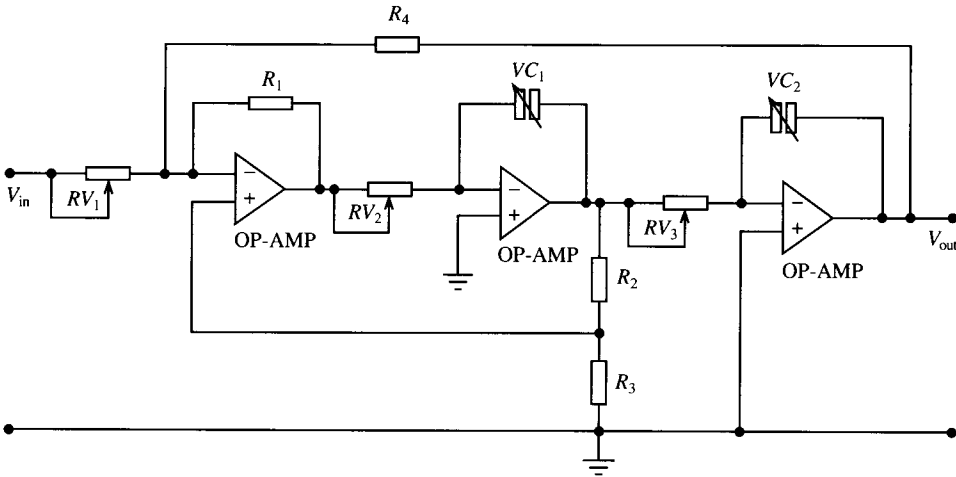 R4
R1
VC1
VC2
Vin
RV1
−
+
OP-AMP
RV2
−
+
OP-AMP
RV3
−
+
OP-AMP
Vout
R2
R3